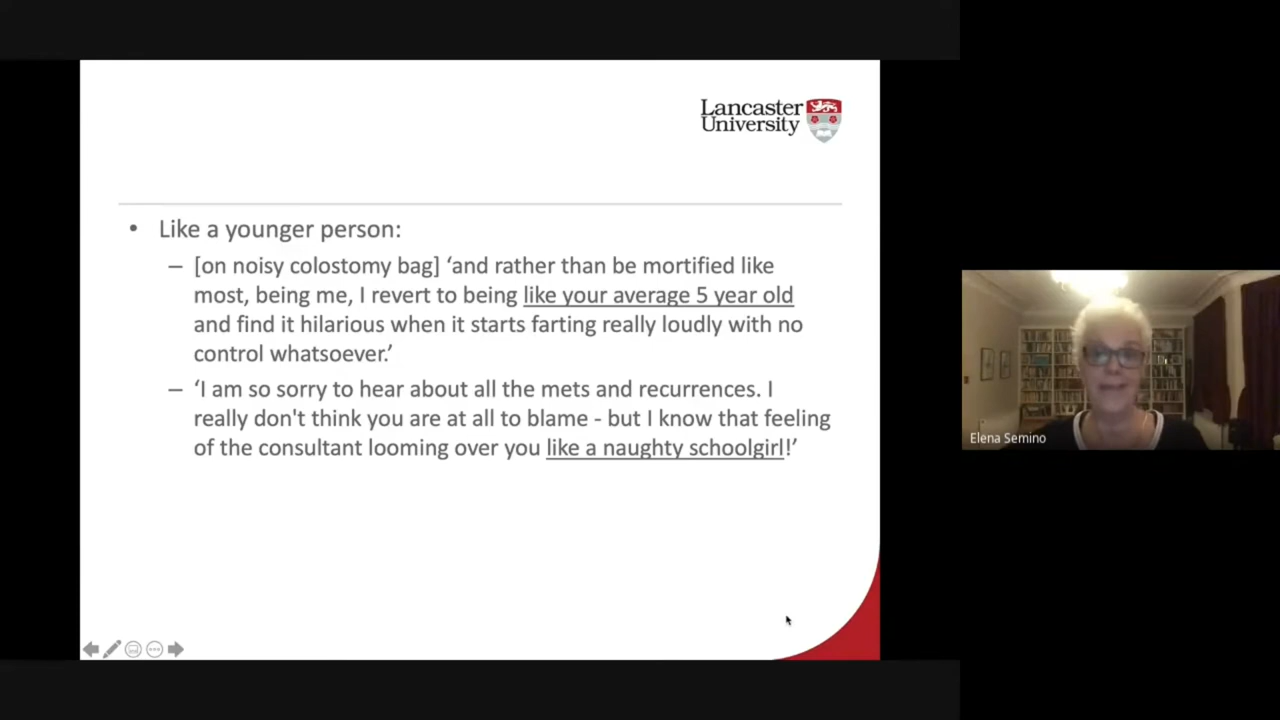 Lancaster
University
• Like a younger person:
– [on noisy colostomy bag] ‘and rather than be mortified like
most, being me, I revert to being like your average 5 year old
and find it hilarious when it starts farting really loudly with no
control whatsoever.’
– ‘I am so sorry to hear about all the mets and recurrences. I
really don't think you are at all to blame - but I know that feeling
of the consultant looming over you like a naughty schoolgirl!’
Elena Semino